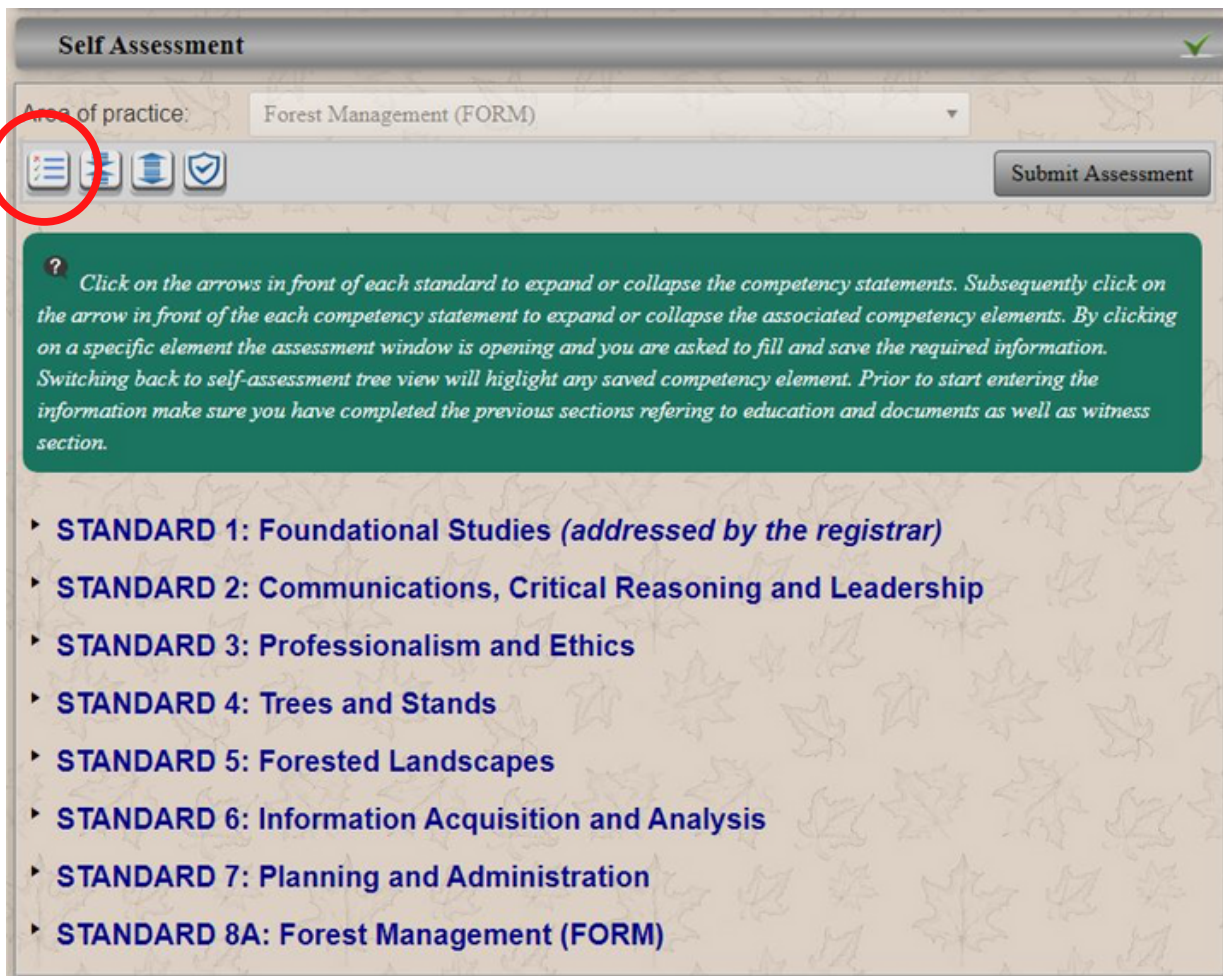 Self Assessment
Area of practice: Forest Management (FORM)
Submit Assessment
? Click on the arrows in front of each standard to expand or collapse the competency statements. Subsequently click on
the arrow in front of the each competency statement to expand or collapse the associated competency elements. By clicking
on a specific element the assessment window is opening and you are asked to fill and save the required information.
Switching back to self-assessment tree view will higlight any saved competency element. Prior to start entering the
information make sure you have completed the previous sections refering to education and documents as well as witness
section.
STANDARD 1: Foundational Studies (addressed by the registrar)
STANDARD 2: Communications, Critical Reasoning and Leadership
STANDARD 3: Professionalism and Ethics
STANDARD 4: Trees and Stands
STANDARD 5: Forested Landscapes
STANDARD 6: Information Acquisition and Analysis
STANDARD 7: Planning and Administration
STANDARD 8A: Forest Management (FORM)